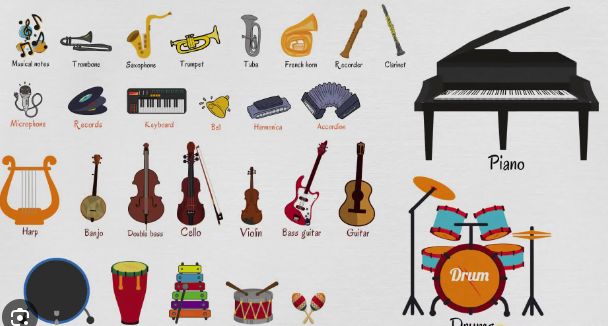 Musical notes
Trombone
Saxophone
Trumpet
Tuba
French horn
Recorder
Clarinet
Microphone
Records
Keyboard
Bell
Harmonica
Accordion
Piano
Harp
Banjo
Double bass
Cello
Violin
Bass guitar
Guitar
Drum
Drums